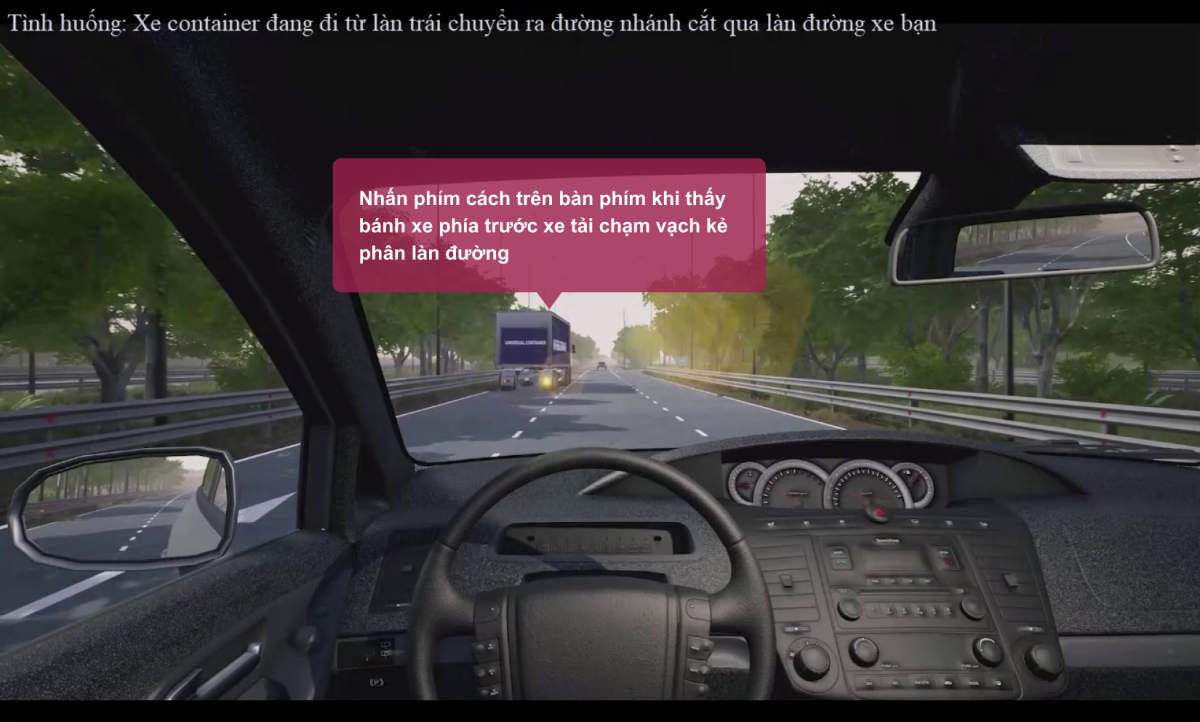 Tình huống: Xe container đang đi từ làn trái chuyển ra đường nhánh cắt qua làn đường xe bạn
Nhấn phím cách trên bàn phím khi thấy
bánh xe phía trước xe tải chạm vạch kẻ
phân làn đường
UNIVERSAL CONTAINER